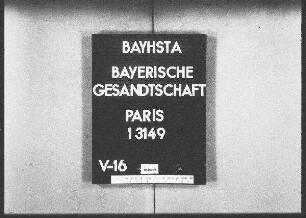 BAYHSTA
BAYERISCHE
GESANDTSCHAFT
PARIS
13149
V-16